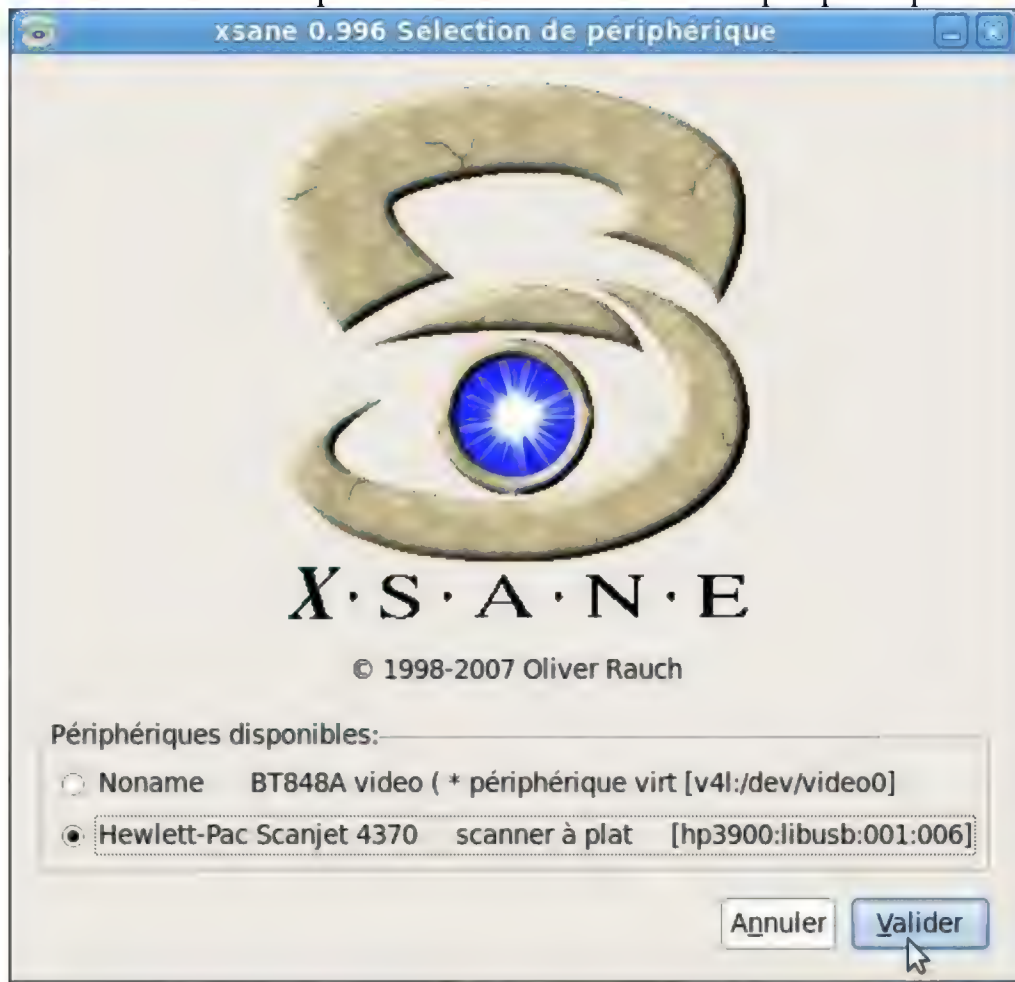 xsane 0.996 Sélection de périphérique
X·S·A·N·E
© 1998-2007 Oliver Rauch
Périphériques disponibles:
Noname BT848A video ( * périphérique virt [v4l:/dev/video0]
Hewlett-Pac Scanjet 4370 scanner à plat [hp3900:libusb:001:006]
Annuler Valider